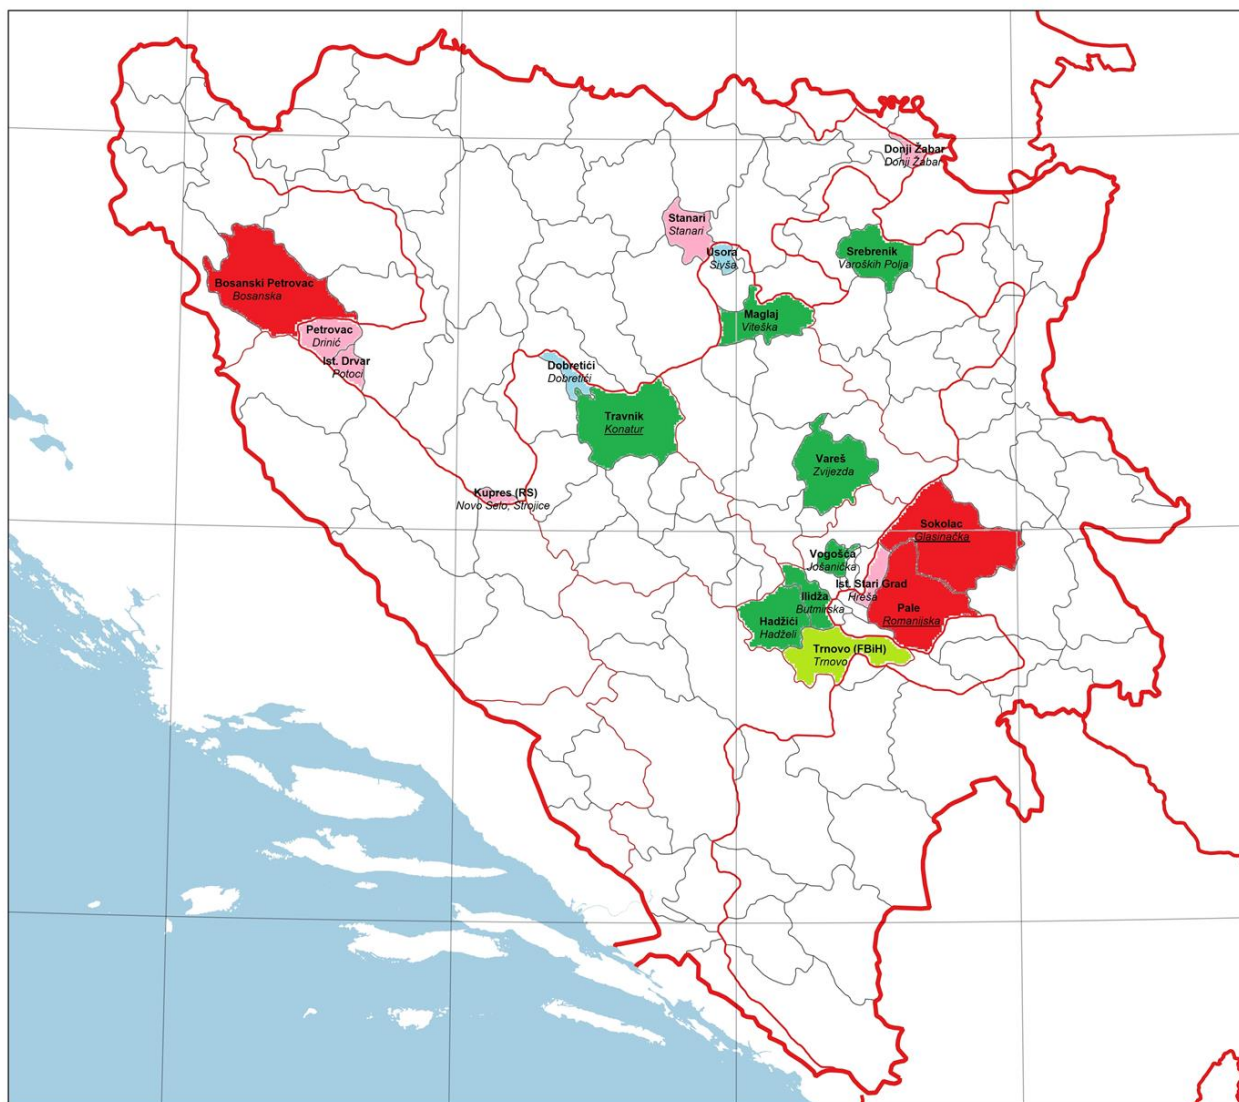 Donji Žabar
Donji Žabar
Stanari
Stanari
Usora
Sivša
Srebrenik
Varoških Polja
Bosanski Petrovac
Bosanska
Maglaj
Viteška
Petrovac
Drinić
Ist. Drvar
Potoci
Dobretići
Dobretići
Travnik
Konatur
Vareš
Zvijezda
Kupres (RS)
Novo Selo, Strojice
Sokolac
Glasinačka
Vogošća
Jošanička
Ist. Stari Grad
Hreša
Ilidža
Butmirska
Pale
Romanijska
Hadžići
Hadželi
Trnovo (FBiH)
Trnovo